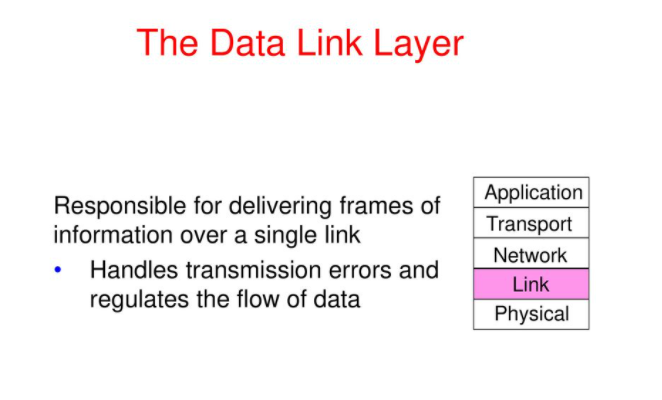 The Data Link Layer
Responsible for delivering frames of
information over a single link
• Handles transmission errors and
regulates the flow of data
Application
Transport
Network
Link
Physical